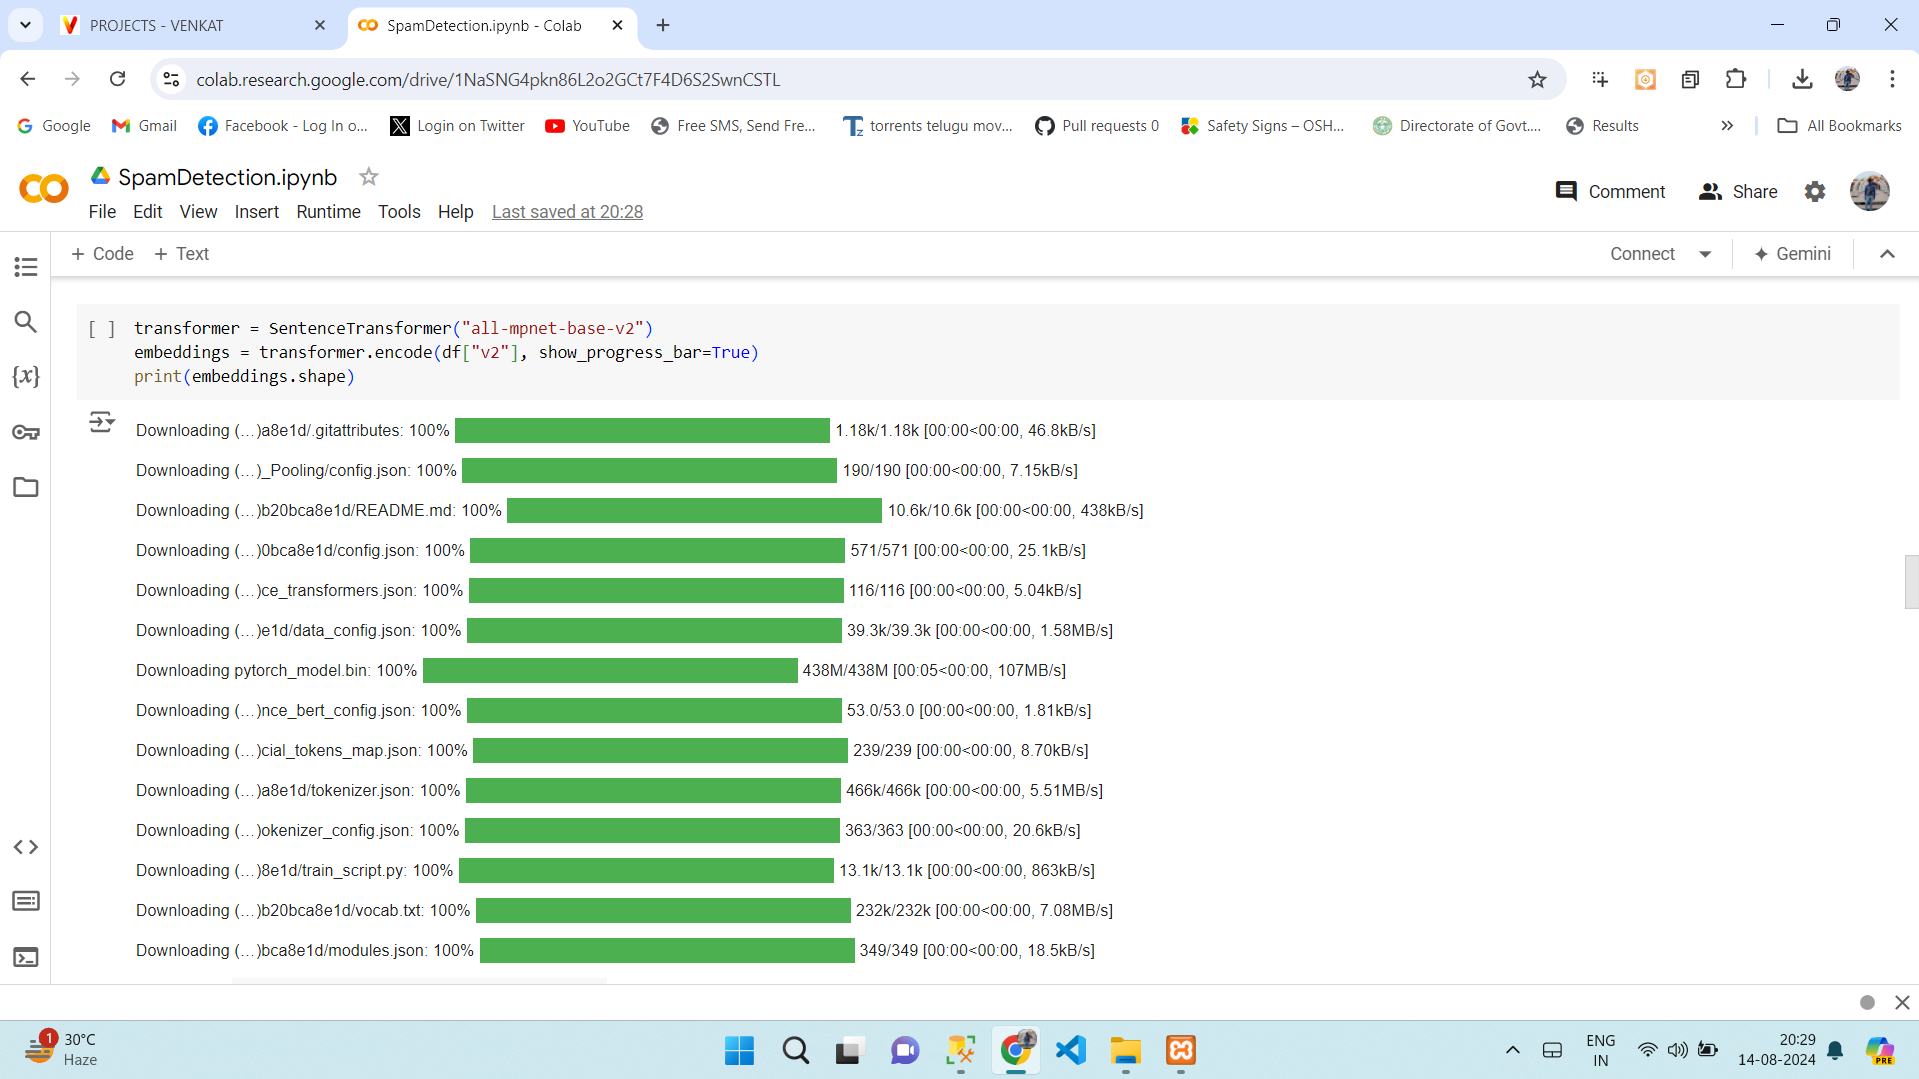 PROJECTS - VENKAT
SpamDetection.ipynb - Colab
colab.research.google.com/drive/1NaSNG4pkn86L2o2GCt7F4D6S2SwnCSTL
Google
Gmail
Facebook - Log In o...
Login on Twitter
YouTube
Free SMS, Send Fre...
torrents telugu mov...
Pull requests 0
Safety Signs – OSH...
Directorate of Govt....
Results
All Bookmarks
SpamDetection.ipynb
File Edit View Insert Runtime Tools Help Last saved at 20:28
Comment
Share
+ Code + Text
Connect
Gemini
[ ] transformer = SentenceTransformer("all-mpnet-base-v2")
embeddings = transformer.encode(df["v2"], show_progress_bar=True)
print(embeddings.shape)
Downloading (…)a8e1d/.gitattributes: 100% 1.18k/1.18k [00:00<00:00, 46.8kB/s]
Downloading (…)_Pooling/config.json: 100% 190/190 [00:00<00:00, 7.15kB/s]
Downloading (…)b20bca8e1d/README.md: 100% 10.6k/10.6k [00:00<00:00, 438kB/s]
Downloading (…)0bca8e1d/config.json: 100% 571/571 [00:00<00:00, 25.1kB/s]
Downloading (…)ce_transformers.json: 100% 116/116 [00:00<00:00, 5.04kB/s]
Downloading (…)e1d/data_config.json: 100% 39.3k/39.3k [00:00<00:00, 1.58MB/s]
Downloading pytorch_model.bin: 100% 438M/438M [00:05<00:00, 107MB/s]
Downloading (…)nce_bert_config.json: 100% 53.0/53.0 [00:00<00:00, 1.81kB/s]
Downloading (…)cial_tokens_map.json: 100% 239/239 [00:00<00:00, 8.70kB/s]
Downloading (…)a8e1d/tokenizer.json: 100% 466k/466k [00:00<00:00, 5.51MB/s]
Downloading (…)okenizer_config.json: 100% 363/363 [00:00<00:00, 20.6kB/s]
Downloading (…)8e1d/train_script.py: 100% 13.1k/13.1k [00:00<00:00, 863kB/s]
Downloading (…)b20bca8e1d/vocab.txt: 100% 232k/232k [00:00<00:00, 7.08MB/s]
Downloading (…)bca8e1d/modules.json: 100% 349/349 [00:00<00:00, 18.5kB/s]
1
30°C
Haze
ENG
IN
20:29
14-08-2024
PRE